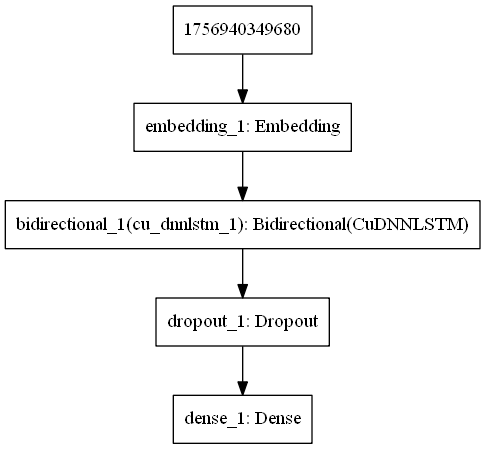 1756940349680
embedding_1: Embedding
bidirectional_1(cu_dnnlstm_1): Bidirectional(CuDNNLSTM)
dropout_1: Dropout
dense_1: Dense